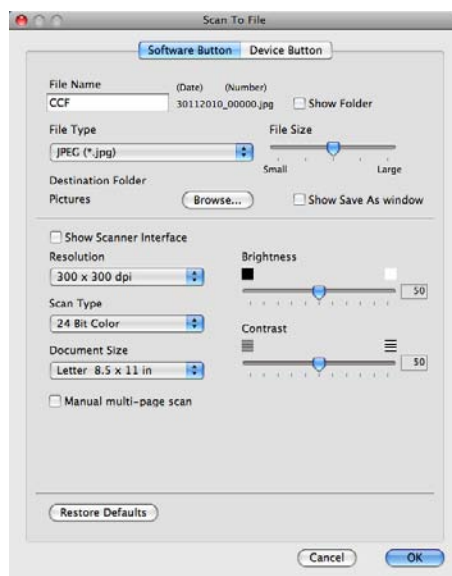 Scan To File
Software Button Device Button
File Name (Date) (Number)
CCF 30112010_00000.jpg Show Folder
File Type File Size
JPEG (*.jpg)
Small Large
Destination Folder
Pictures Browse... Show Save As window
Show Scanner Interface
Resolution Brightness
300 x 300 dpi
50
Scan Type
24 Bit Color
Contrast
Document Size
Letter 8.5 x 11 in
50
Manual multi-page scan
Restore Defaults
Cancel OK